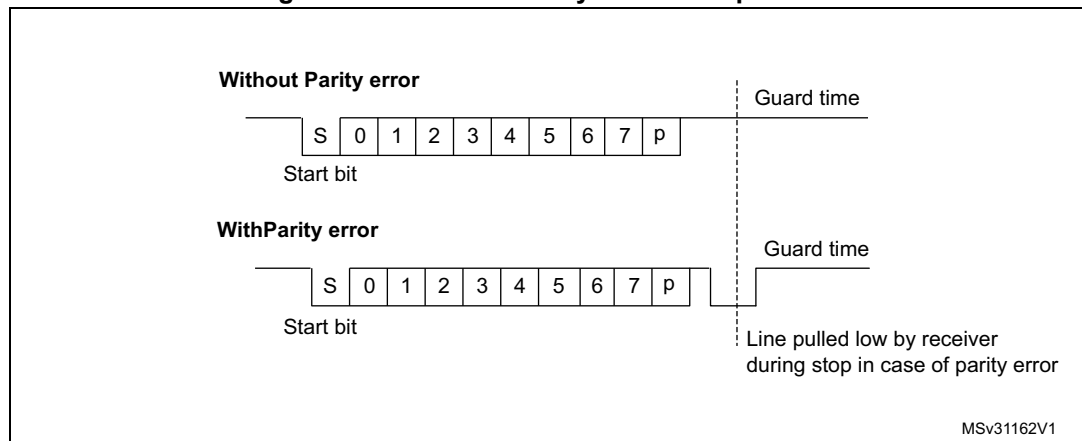 Without Parity error
Guard time
S 0 1 2 3 4 5 6 7 p
Start bit
WithParity error
Guard time
S 0 1 2 3 4 5 6 7 p
Start bit
Line pulled low by receiver
during stop in case of parity error
MSv31162V1